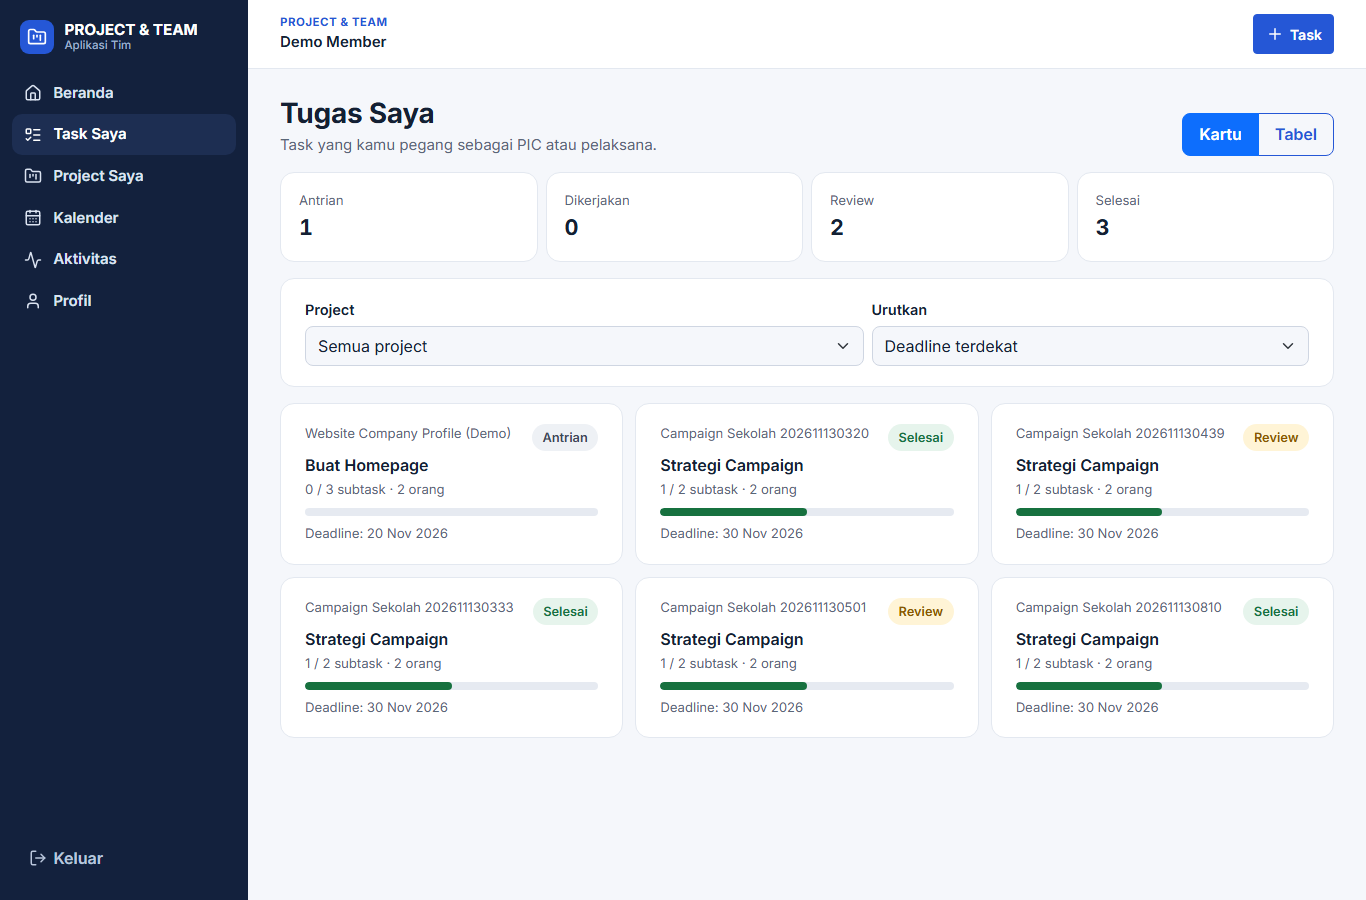 PROJECT & TEAM
Aplikasi Tim
Beranda
Task Saya
Project Saya
Kalender
Aktivitas
Profil
Keluar
PROJECT & TEAM
Demo Member
+ Task
Tugas Saya
Task yang kamu pegang sebagai PIC atau pelaksana.
Kartu Tabel
Antrian
1
Dikerjakan
0
Review
2
Selesai
3
Project
Semua project
Urutkan
Deadline terdekat
Website Company Profile (Demo) Antrian
Buat Homepage
0 / 3 subtask · 2 orang
Deadline: 20 Nov 2026
Campaign Sekolah 202611130320 Selesai
Strategi Campaign
1 / 2 subtask · 2 orang
Deadline: 30 Nov 2026
Campaign Sekolah 202611130439 Review
Strategi Campaign
1 / 2 subtask · 2 orang
Deadline: 30 Nov 2026
Campaign Sekolah 202611130333 Selesai
Strategi Campaign
1 / 2 subtask · 2 orang
Deadline: 30 Nov 2026
Campaign Sekolah 202611130501 Review
Strategi Campaign
1 / 2 subtask · 2 orang
Deadline: 30 Nov 2026
Campaign Sekolah 202611130810 Selesai
Strategi Campaign
1 / 2 subtask · 2 orang
Deadline: 30 Nov 2026